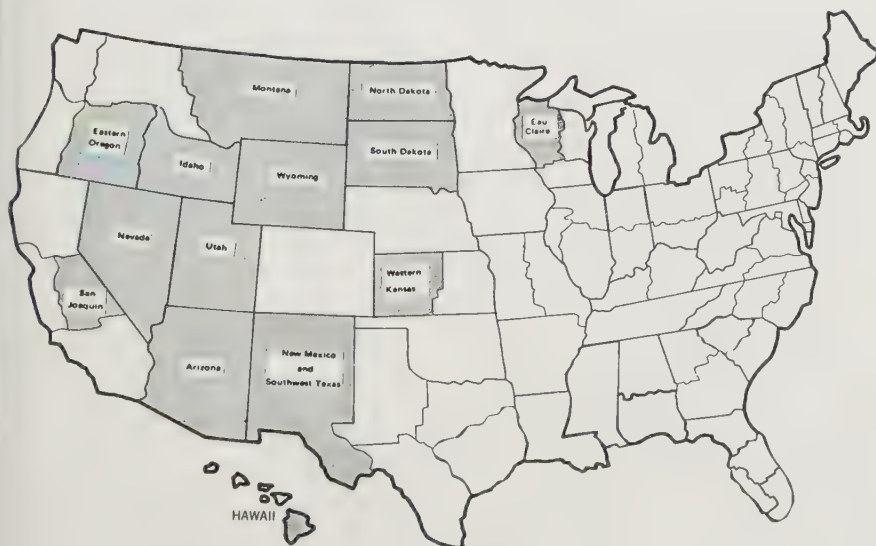 Montana
North Dakota
Eau
Claire
Eastern
Oregon
South Dakota
Idaho
Wyoming
Nevada
Utah
Western
Kansas
San
Joaquin
New Mexico
and
Southwest Texas
Arizona
HAWAII